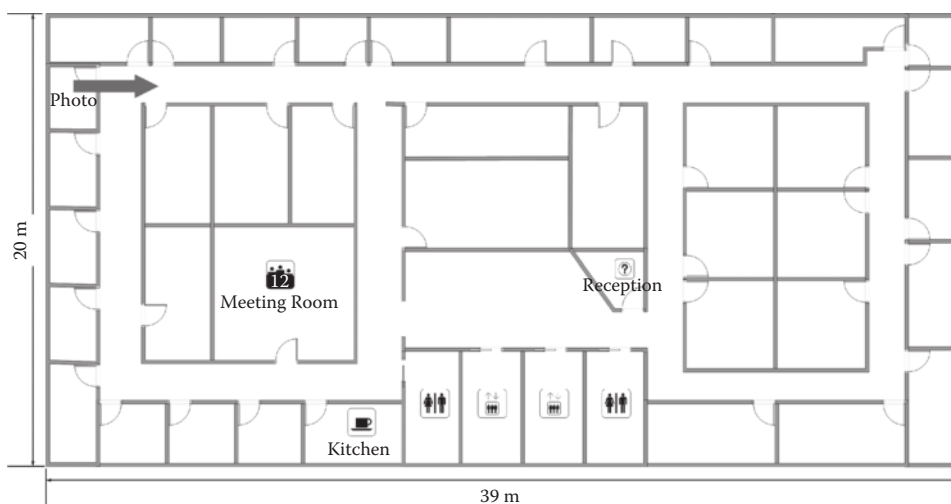 Photo
20 m
12
Meeting Room
?
Reception
Kitchen
39 m